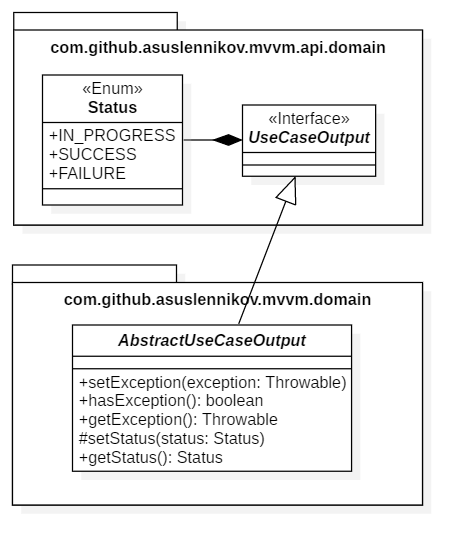 com.github.asuslennikov.mvvm.api.domain
«Enum»
Status
+IN_PROGRESS
+SUCCESS
+FAILURE
«Interface»
UseCaseOutput
com.github.asuslennikov.mvvm.domain
AbstractUseCaseOutput
+setException(exception: Throwable)
+hasException(): boolean
+getException(): Throwable
#setStatus(status: Status)
+getStatus(): Status